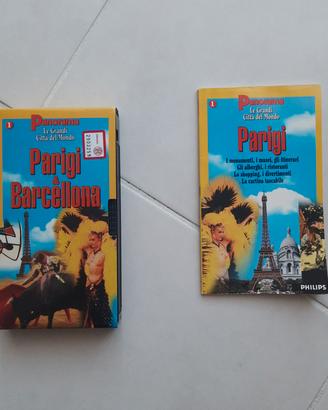 Panorama
1
Le Grandi
Città del Mondo
Parigi
e Barcellona
Panorama
1
Le Grandi
Città del Mondo
Parigi
I monumenti, i musei, gli itinerari
Gli alberghi, i ristoranti
Lo shopping, i divertimenti
La cartina tascabile
PHILIPS